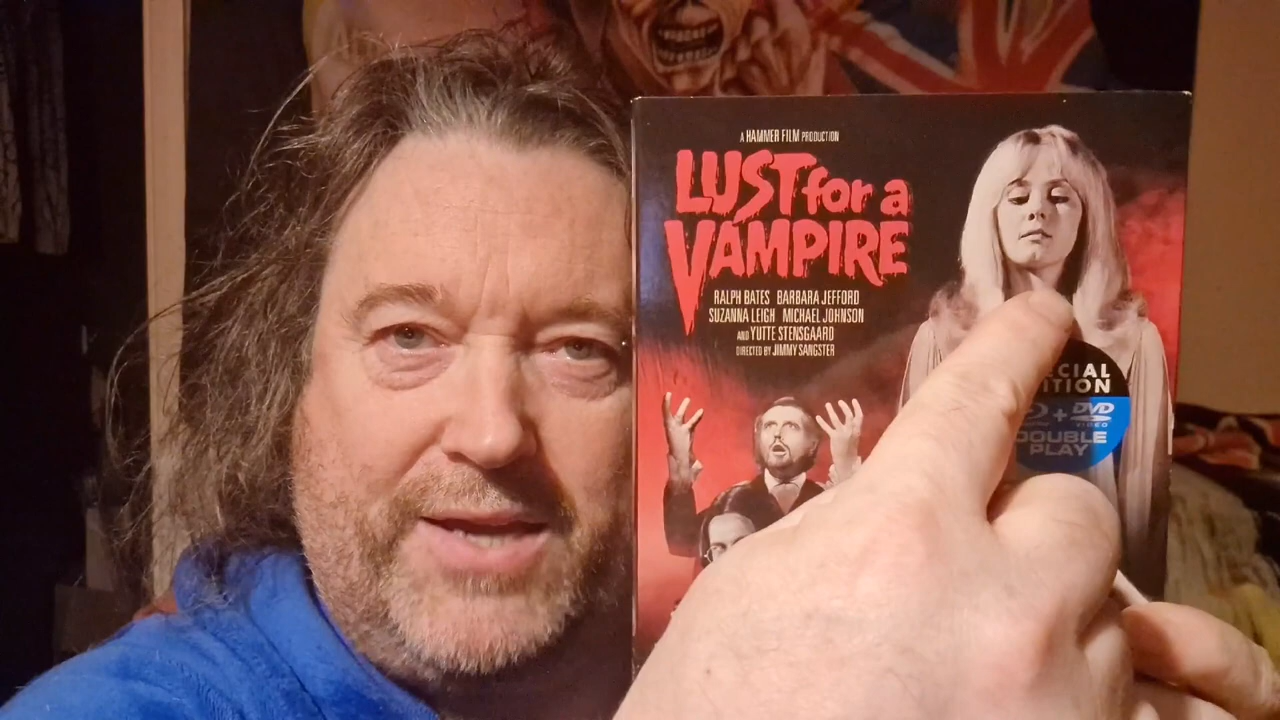 A HAMMER FILM PRODUCTION
LUST for a
VAMPIRE
RALPH BATES BARBARA JEFFORD
SUZANNA LEIGH MICHAEL JOHNSON
AND YUTTE STENSGAARD
DIRECTED BY JIMMY SANGSTER
CIAL
ITION
+ DVD
VIDEO
DOUBLE
PLAY